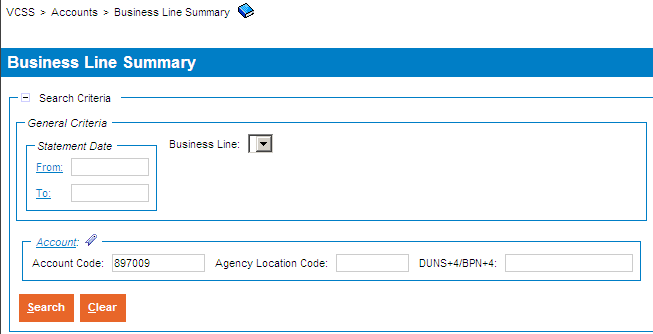 VCSS > Accounts > Business Line Summary
Business Line Summary
Search Criteria
General Criteria
Statement Date
Business Line:
From:
To:
Account:
Account Code: 897009 Agency Location Code: DUNS+4/BPN+4:
Search Clear